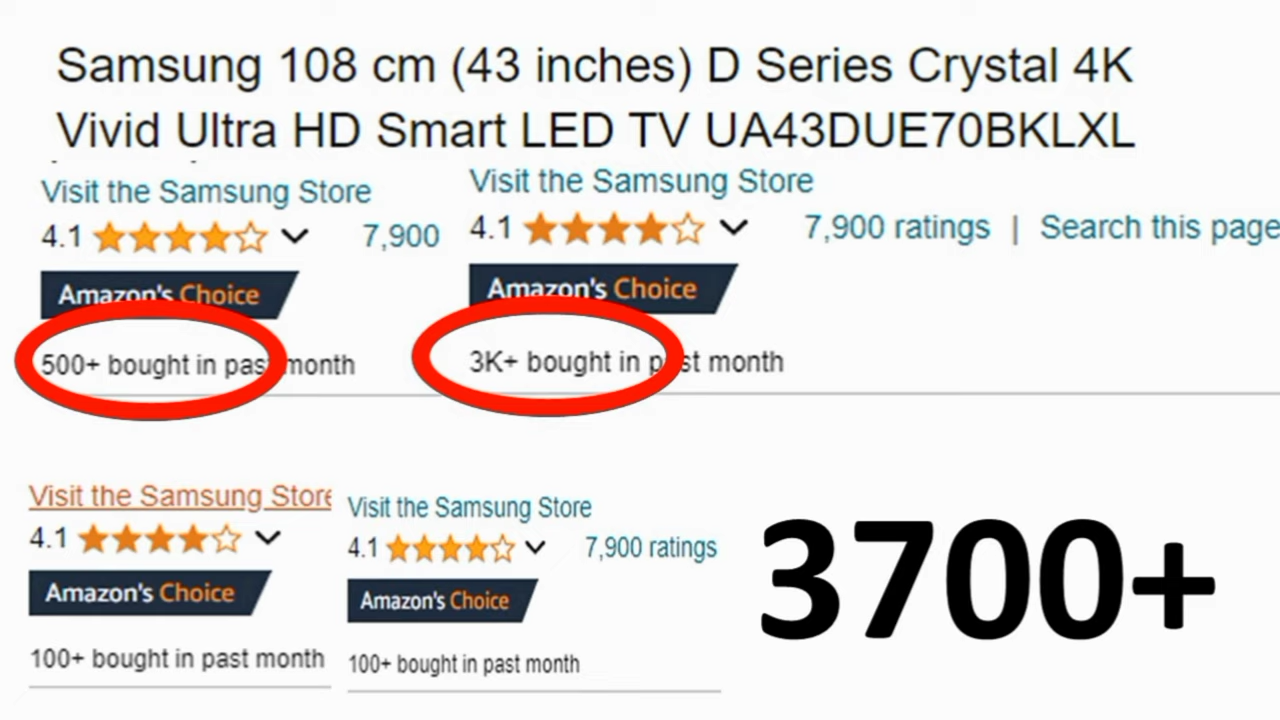 Samsung 108 cm (43 inches) D Series Crystal 4K
Vivid Ultra HD Smart LED TV UA43DUE70BKLXL
Visit the Samsung Store
4.1 7,900
Amazon's Choice
500+ bought in past month
Visit the Samsung Store
4.1 7,900 ratings | Search this page
Amazon's Choice
3K+ bought in past month
Visit the Samsung Store
4.1
Amazon's Choice
100+ bought in past month
Visit the Samsung Store
4.1 7,900 ratings
Amazon's Choice
100+ bought in past month
3700+